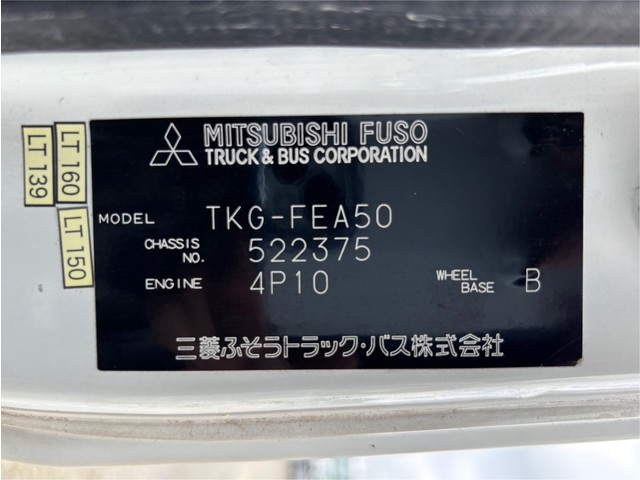 MITSUBISHI FUSO
TRUCK & BUS CORPORATION
LT 139
LT 160
LT 150
MODEL TKG-FEA50
CHASSIS NO. 522375
ENGINE 4P10 WHEEL BASE B
三菱ふそうトラック・バス株式会社